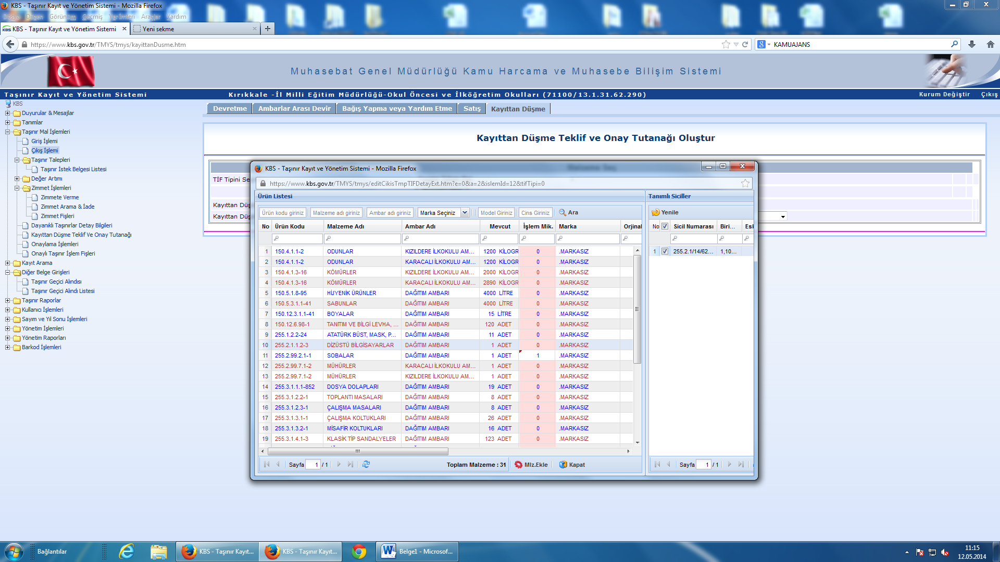 KBS - Taşınır Kayıt ve Yönetim Sistemi - Mozilla Firefox
Dosya Düzen Görünüm Geçmiş Yer İmleri Araçlar Yardım
KBS - Taşınır Kayıt ve Yönetim Sistemi
Yeni sekme
https://www.kbs.gov.tr/TMYS/tmys/kayittanDusme.htm
KAMUAJANS
Muhasebat Genel Müdürlüğü Kamu Harcama ve Muhasebe Bilişim Sistemi
Taşınır Kayıt ve Yönetim Sistemi
Kırıkkale -İl Milli Eğitim Müdürlüğü-Okul Öncesi ve İlköğretim Okulları (71100/13.1.31.62.290)
Kurum Değiştir Çıkış
KBS
Duyurular & Mesajlar
Tanımlar
Taşınır Mal İşlemleri
Giriş İşlemi
Çıkış İşlemi
Taşınır Talepleri
Taşınır İstek Belgesi Listesi
Değer Artımı
Zimmet İşlemleri
Zimmete Verme
Zimmet Arama & İade
Zimmet Fişleri
Dayanıklı Taşınırlar Detay Bilgileri
Kayıttan Düşme Teklif Ve Onay Tutanağı
Onaylama İşlemleri
Onaylı Taşınır İşlem Fişleri
Kayıt Arama
Diğer Belge Girişleri
Taşınır Geçici Alındısı
Taşınır Geçici Alındı Listesi
Taşınır Raporlar
Kullanıcı İşlemleri
Sayım ve Yıl Sonu İşlemleri
Yönetim İşlemleri
Yönetim Raporları
Barkod İşlemleri
Devretme Ambarlar Arası Devir Bağış Yapma veya Yardım Etme Satış Kayıttan Düşme
Kayıttan Düşme Teklif ve Onay Tutanağı Oluştur
TİF Tipini Se
Kayıttan Düş
Kayıttan Düş
KBS - Taşınır Kayıt ve Yönetim Sistemi - Mozilla Firefox
https://www.kbs.gov.tr/TMYS/tmys/editCikisTmpTIFDetayExt.htm?e=0&a=2&islemId=12&tifTipi=0
Ürün Listesi
Ürün kodu giriniz Malzeme adı giriniz Ambar adı giriniz Marka Seçiniz Model Giriniz Cins Giriniz Ara
No Ürün Kodu Malzeme Adı Ambar Adı Mevcut İşlem Mik. Marka Orjinal
1 150.4.1.1-2 ODUNLAR KIZILDERE İLKOKULU AM... 1200 KİLOGR 0 .MARKASIZ
2 150.4.1.1-2 ODUNLAR KARACALI İLKOKULU AM... 1200 KİLOGR 0 .MARKASIZ
3 150.4.1.3-16 KÖMÜRLER KIZILDERE İLKOKULU AM... 2000 KİLOGR 0 .MARKASIZ
4 150.4.1.3-16 KÖMÜRLER KARACALI İLKOKULU AM... 2890 KİLOGR 0 .MARKASIZ
5 150.5.1.8-95 HİJYENİK ÜRÜNLER DAĞITIM AMBARI 4000 LİTRE 0 .MARKASIZ
6 150.5.3.1.1-41 SABUNLAR DAĞITIM AMBARI 4000 LİTRE 0 .MARKASIZ
7 150.12.3.1.1-41 BOYALAR DAĞITIM AMBARI 15 LİTRE 0 .MARKASIZ
8 150.12.6.98-1 TANITIM VE BİLGİ LEVHA, ... DAĞITIM AMBARI 120 ADET 0 .MARKASIZ
9 255.1.2.2-24 ATATÜRK BÜST, MASK, P... DAĞITIM AMBARI 11 ADET 0 .MARKASIZ
10 255.2.1.1.2-3 DİZÜSTÜ BİLGİSAYARLAR DAĞITIM AMBARI 1 ADET 0 .MARKASIZ
11 255.2.99.2.1-1 SOBALAR DAĞITIM AMBARI 1 ADET 1 .MARKASIZ
12 255.2.99.7.1-2 MÜHÜRLER KARACALI İLKOKULU AM... 1 ADET 0 .MARKASIZ
13 255.2.99.7.1-2 MÜHÜRLER KIZILDERE İLKOKULU AM... 1 ADET 0 .MARKASIZ
14 255.3.1.1.1-852 DOSYA DOLAPLARI DAĞITIM AMBARI 19 ADET 0 .MARKASIZ
15 255.3.1.2.2-1 TOPLANTI MASALARI DAĞITIM AMBARI 8 ADET 0 .MARKASIZ
16 255.3.1.2.3-1 ÇALIŞMA MASALARI DAĞITIM AMBARI 8 ADET 0 .MARKASIZ
17 255.3.1.3.1-1 ÇALIŞMA KOLTUKLARI DAĞITIM AMBARI 26 ADET 0 .MARKASIZ
18 255.3.1.3.2-1 MİSAFİR KOLTUKLARI DAĞITIM AMBARI 16 ADET 0 .MARKASIZ
19 255.3.1.4.1-3 KLASİK TİP SANDALYELER DAĞITIM AMBARI 123 ADET 0 .MARKASIZ
Sayfa 1 / 1 Toplam Malzeme : 31 Mlz.Ekle Kapat
Tanımlı Siciller
Yenile
No Sicil Numarası Biri... Esk
1 255.2.1/14/62... 1,10...
Sayfa 1 / 1
Bağlantılar
KBS - Taşınır Kayıt...
KBS - Taşınır Kayıt...
Belge1 - Microsof...
11:15
12.05.2014